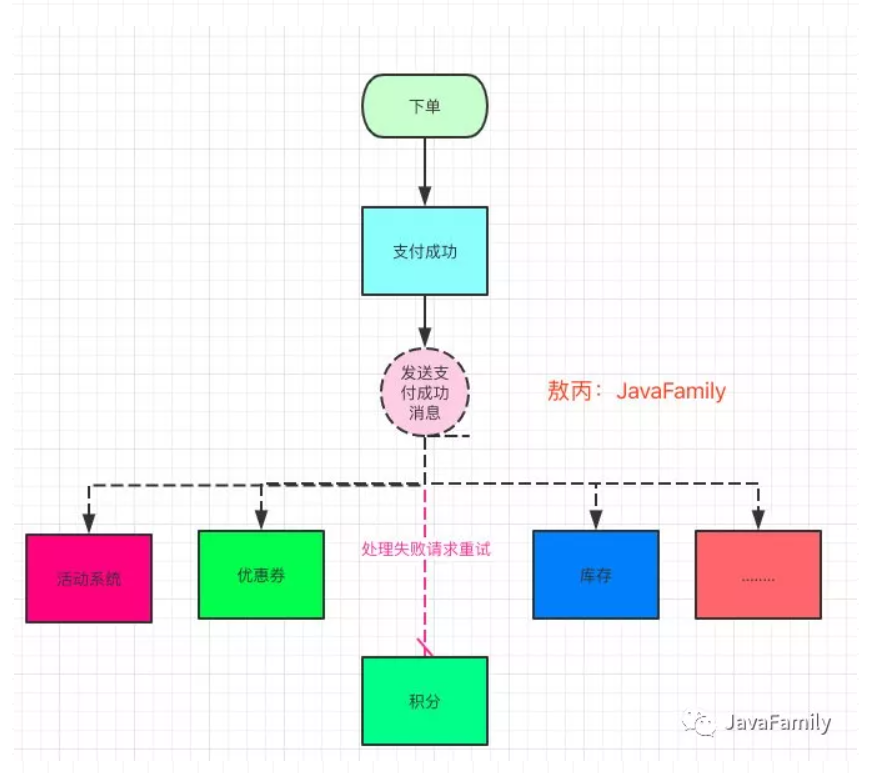 下单
支付成功
发送支
付成功
消息
敖丙：JavaFamily
处理失败请求重试
活动系统
优惠券
库存
........
积分
JavaFamily